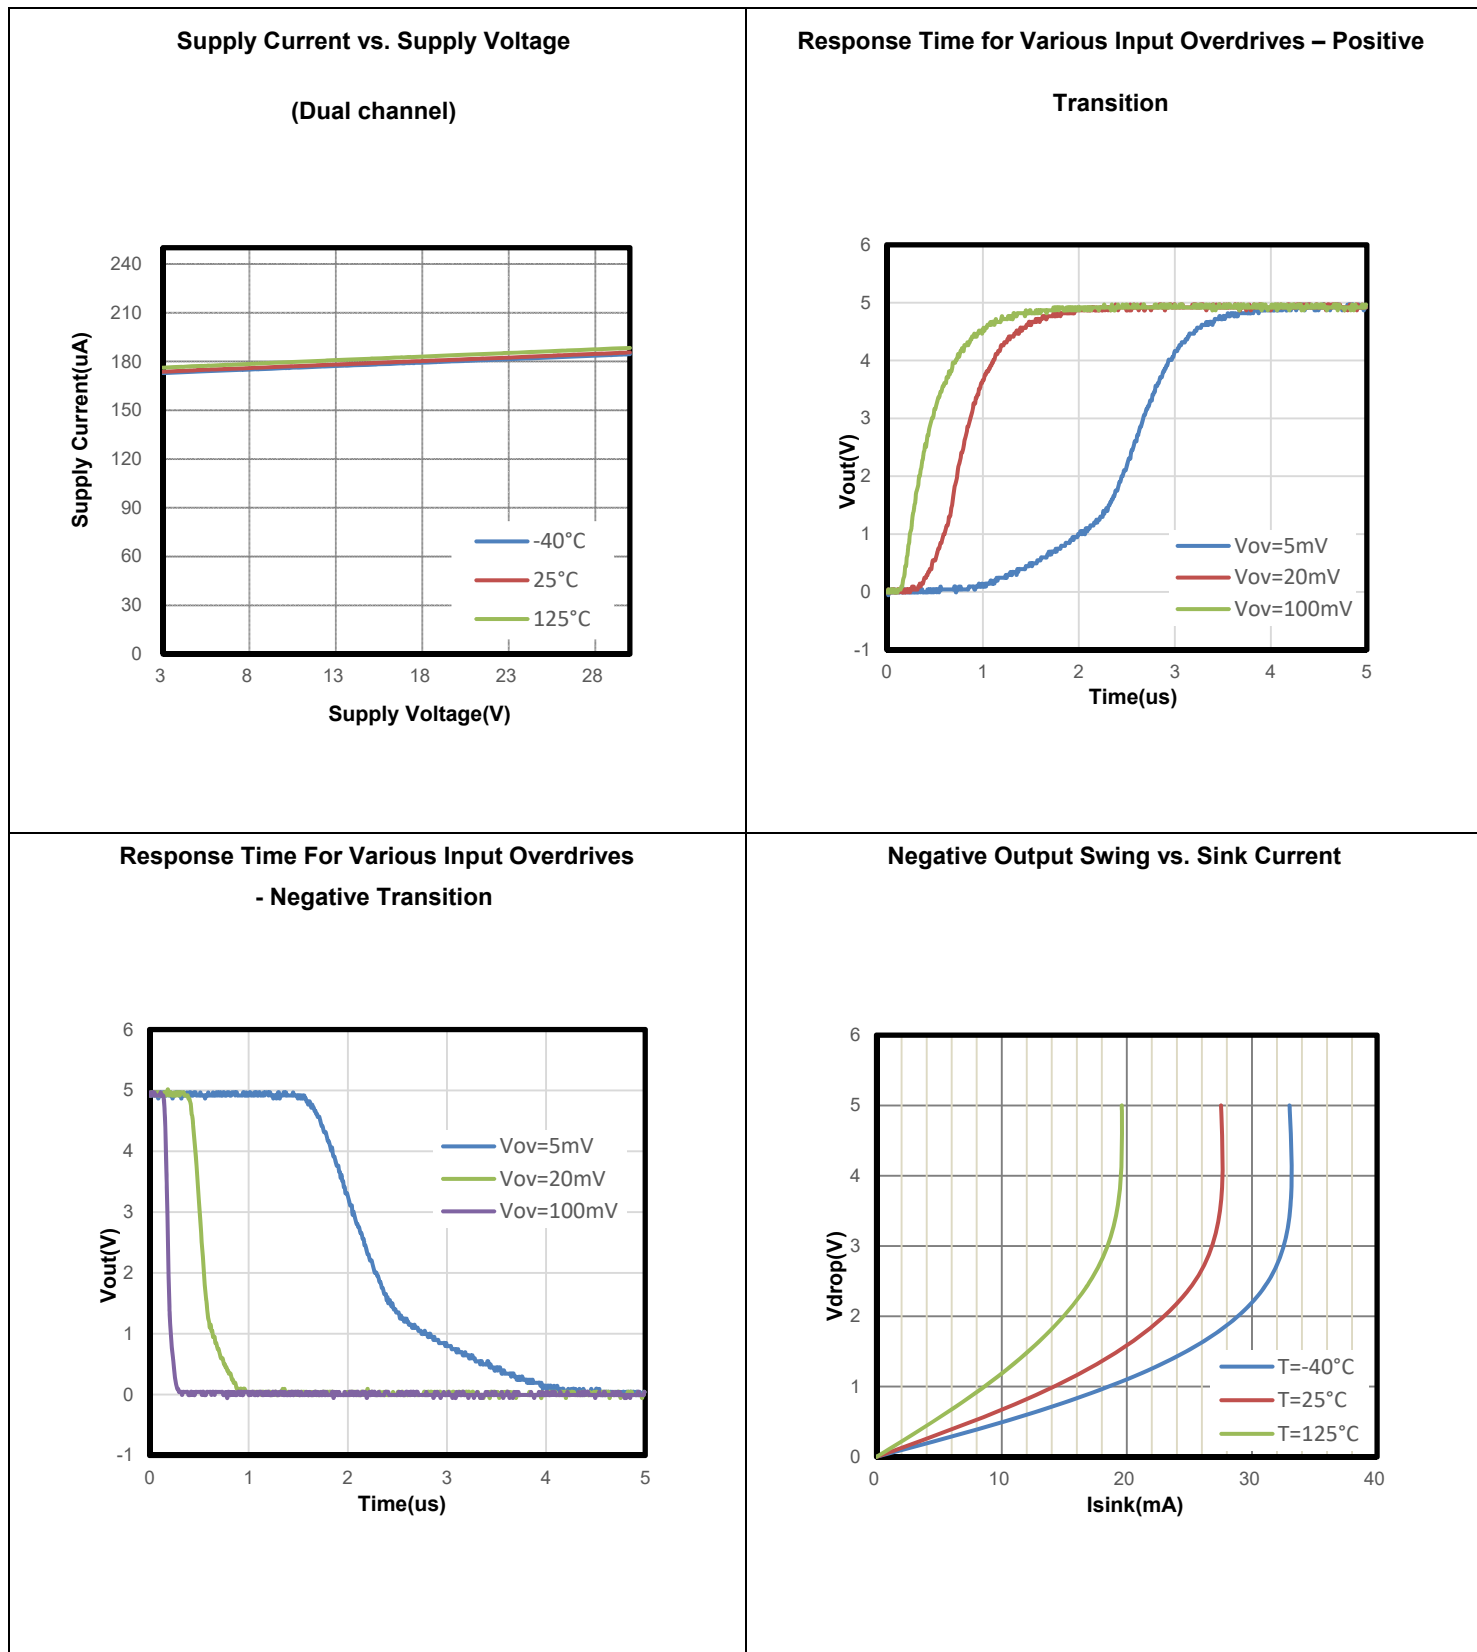 Supply Current vs. Supply Voltage
(Dual channel)
240
210
180
150
120
90
60
30
0
Supply Current(uA)
-40°C
25°C
125°C
3 8 13 18 23 28
Supply Voltage(V)
Response Time for Various Input Overdrives – Positive
Transition
6
5
4
3
2
1
0
-1
Vout(V)
Vov=5mV
Vov=20mV
Vov=100mV
0 1 2 3 4 5
Time(us)
Response Time For Various Input Overdrives
- Negative Transition
6
5
4
3
2
1
0
-1
Vout(V)
Vov=5mV
Vov=20mV
Vov=100mV
0 1 2 3 4 5
Time(us)
Negative Output Swing vs. Sink Current
6
5
4
3
2
1
0
Vdrop(V)
T=-40°C
T=25°C
T=125°C
0 10 20 30 40
Isink(mA)